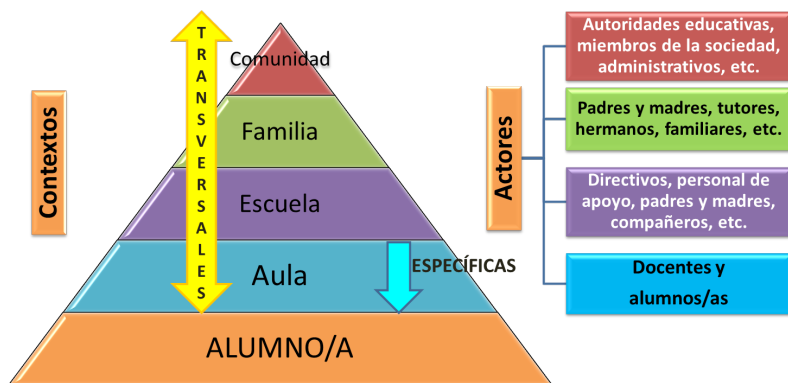 Contextos
TRANSVERSALES
Comunidad
Familia
Escuela
Aula
ESPECÍFICAS
ALUMNO/A
Actores
Autoridades educativas,
miembros de la sociedad,
administrativos, etc.
Padres y madres, tutores,
hermanos, familiares, etc.
Directivos, personal de
apoyo, padres y madres,
compañeros, etc.
Docentes y
alumnos/as